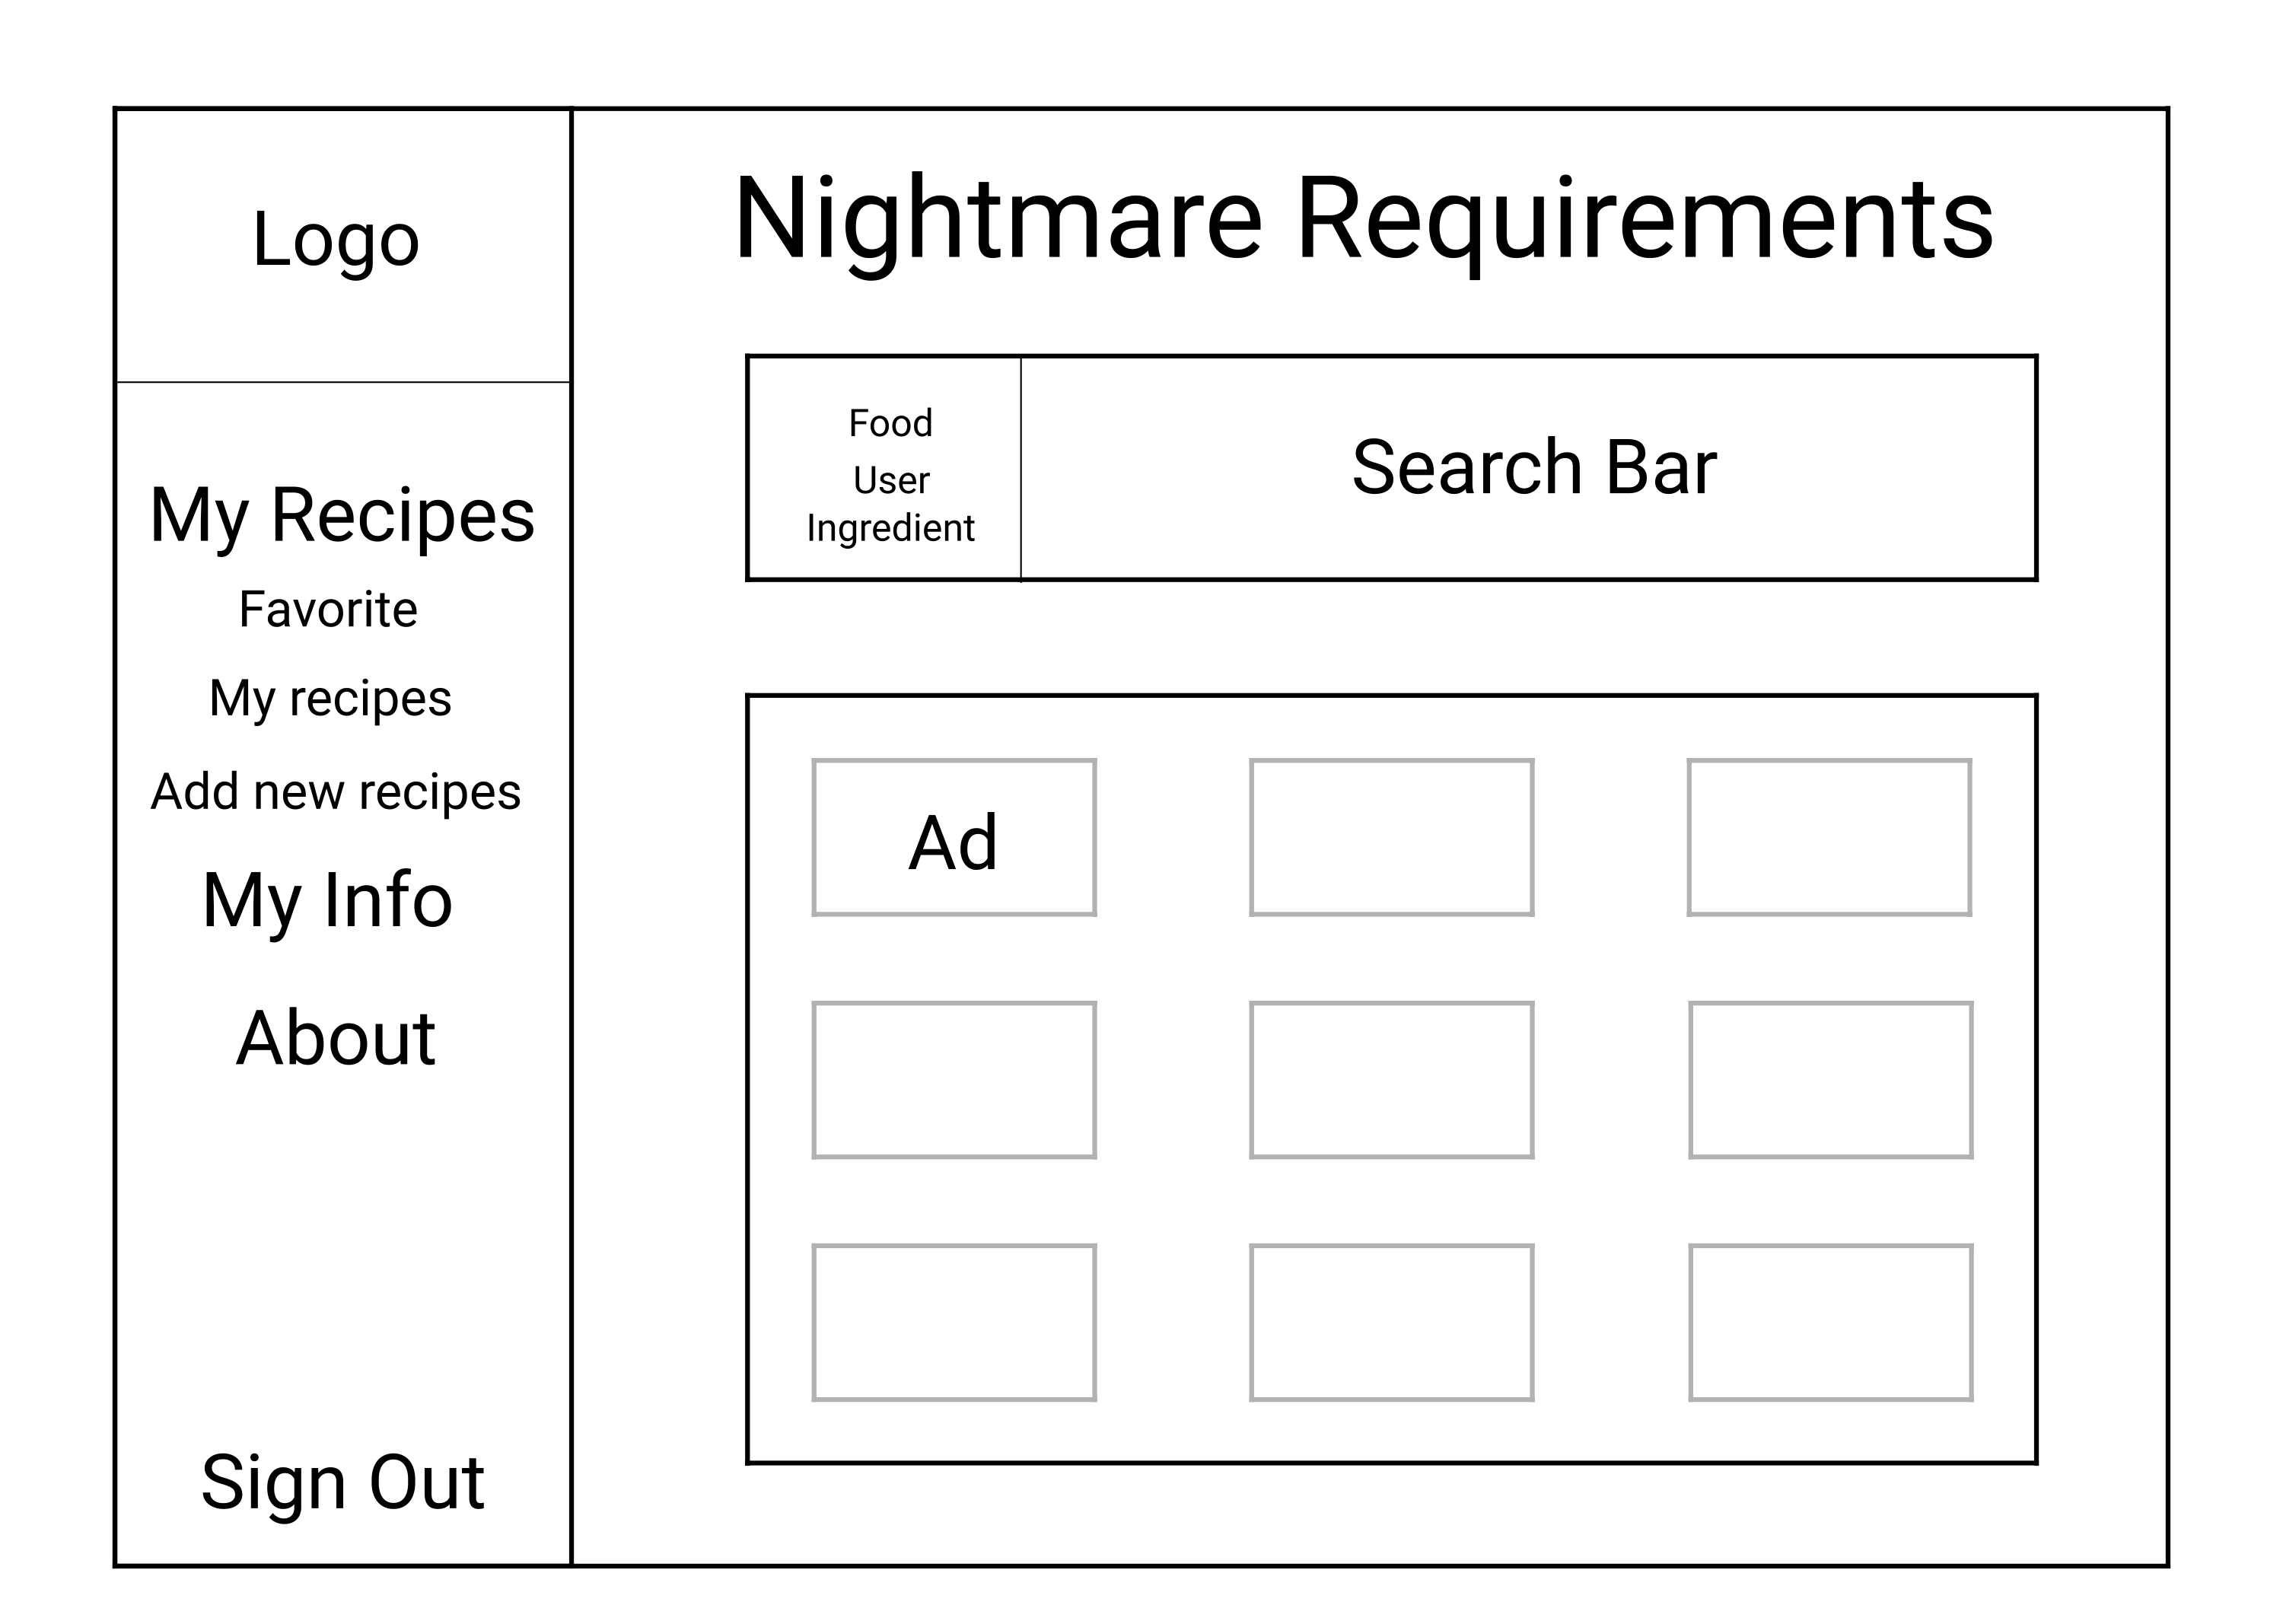 Logo
My Recipes
Favorite
My recipes
Add new recipes
My Info
About
Sign Out
Nightmare Requirements
Food
User
Ingredient
Search Bar
Ad